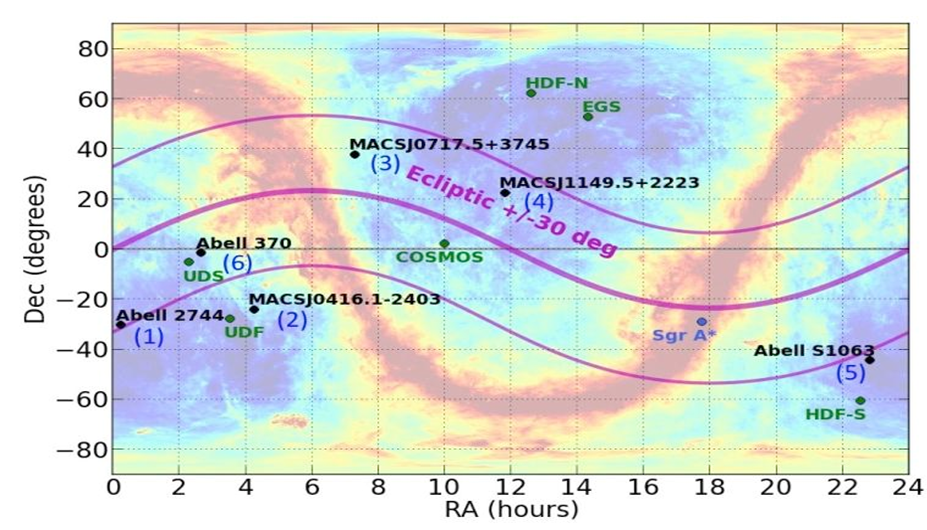 80
60
40
20
0
−20
−40
−60
−80
Dec (degrees)
HDF-N
EGS
MACSJ0717.5+3745
(3)
Ecliptic +/-30 deg
MACSJ1149.5+2223
(4)
Abell 370
(6)
UDS
COSMOS
MACSJ0416.1-2403
(2)
Abell 2744
(1)
UDF
Sgr A*
Abell S1063
(5)
HDF-S
0 2 4 6 8 10 12 14 16 18 20 22 24
RA (hours)